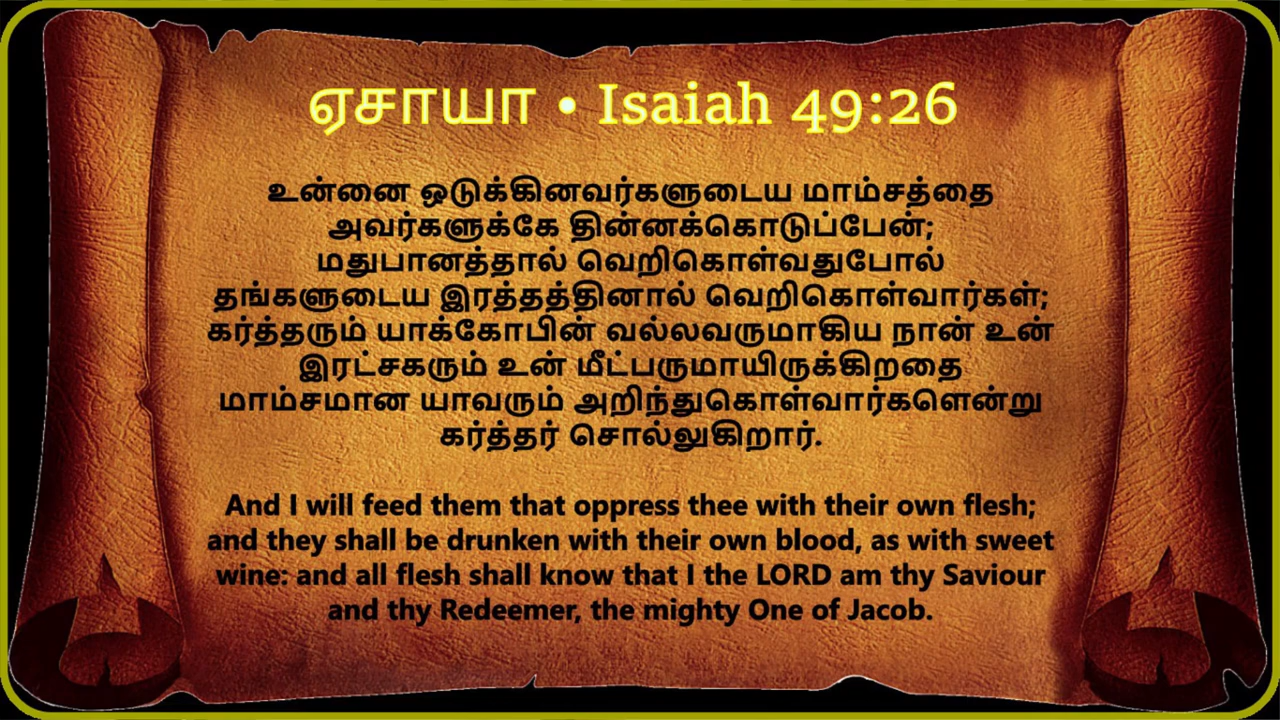 ஏசாயா • Isaiah 49:26
உன்னை ஒடுக்கினவர்களுடைய மாம்சத்தை
அவர்களுக்கே தின்னக்கொடுப்பேன்;
மதுபானத்தால் வெறிகொள்வதுபோல்
தங்களுடைய இரத்தத்தினால் வெறிகொள்வார்கள்;
கர்த்தரும் யாக்கோபின் வல்லவருமாகிய நான் உன்
இரட்சகரும் உன் மீட்பருமாயிருக்கிறதை
மாம்சமான யாவரும் அறிந்துகொள்வார்களென்று
கர்த்தர் சொல்லுகிறார்.
And I will feed them that oppress thee with their own flesh;
and they shall be drunken with their own blood, as with sweet
wine: and all flesh shall know that I the LORD am thy Saviour
and thy Redeemer, the mighty One of Jacob.